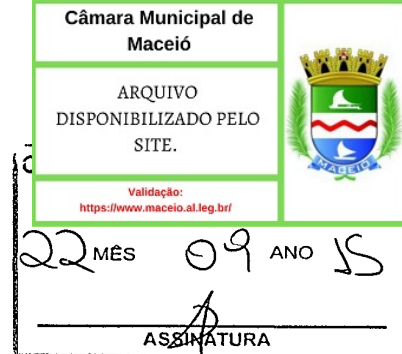 Câmara Municipal de
Maceió
ARQUIVO
DISPONIBILIZADO PELO
SITE.
MACEIÓ
Validação:
https://www.maceio.al.leg.br/
22 MÊS 09 ANO 15
ASSINATURA